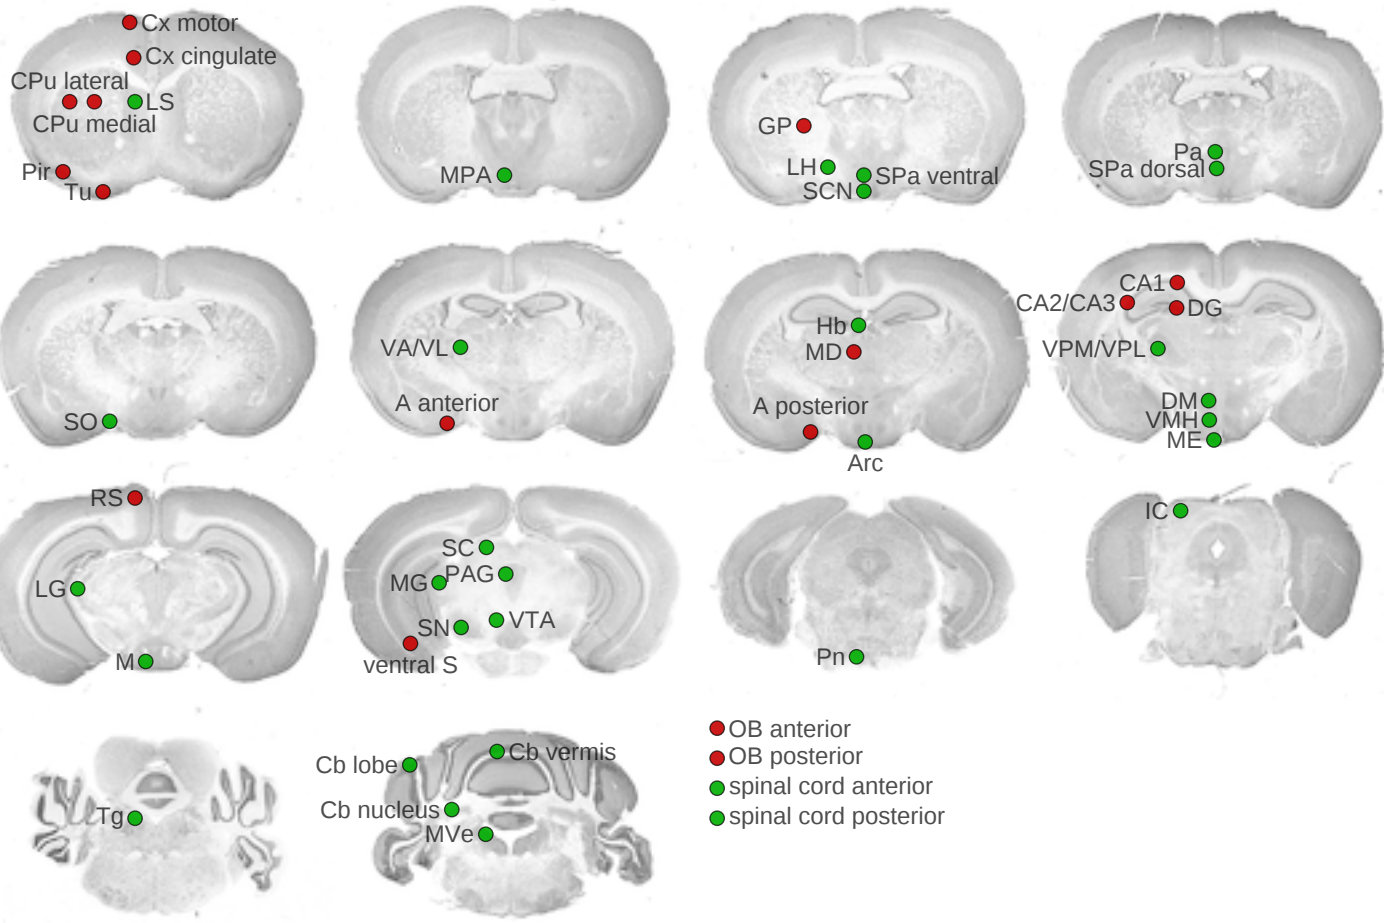 Cx motor
Cx cingulate
CPu lateral
LS
CPu medial
Pir
Tu
MPA
GP
LH
SPa ventral
SCN
Pa
SPa dorsal
SO
VA/VL
A anterior
Hb
MD
A posterior
Arc
CA1
CA2/CA3
DG
VPM/VPL
DM
VMH
ME
RS
LG
M
SC
MG
PAG
SN
VTA
ventral S
Pn
IC
Tg
Cb lobe
Cb vermis
Cb nucleus
MVe
OB anterior
OB posterior
spinal cord anterior
spinal cord posterior